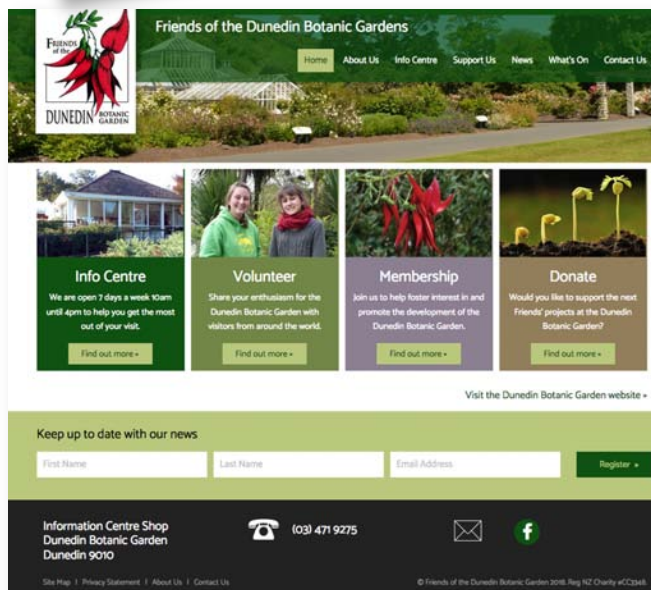 Friends of the Dunedin Botanic Gardens
FRIENDS
of the
DUNEDIN BOTANIC
GARDEN
Home About Us Info Centre Support Us News What's On Contact Us
Info Centre
We are open 7 days a week 10am
until 4pm to help you get the most
out of your visit.
Find out more »
Volunteer
Share your enthusiasm for the
Dunedin Botanic Garden with
visitors from around the world.
Find out more »
Membership
Join us to help foster interest in and
promote the development of the
Dunedin Botanic Garden.
Find out more »
Donate
Would you like to support the next
Friends' projects at the Dunedin
Botanic Garden?
Find out more »
Visit the Dunedin Botanic Garden website »
Keep up to date with our news
First Name Last Name Email Address Register »
Information Centre Shop
Dunedin Botanic Garden
Dunedin 9010
(03) 471 9275
f
Site Map | Privacy Statement | About Us | Contact Us
© Friends of the Dunedin Botanic Garden 2018. Reg NZ Charity #CC3346.